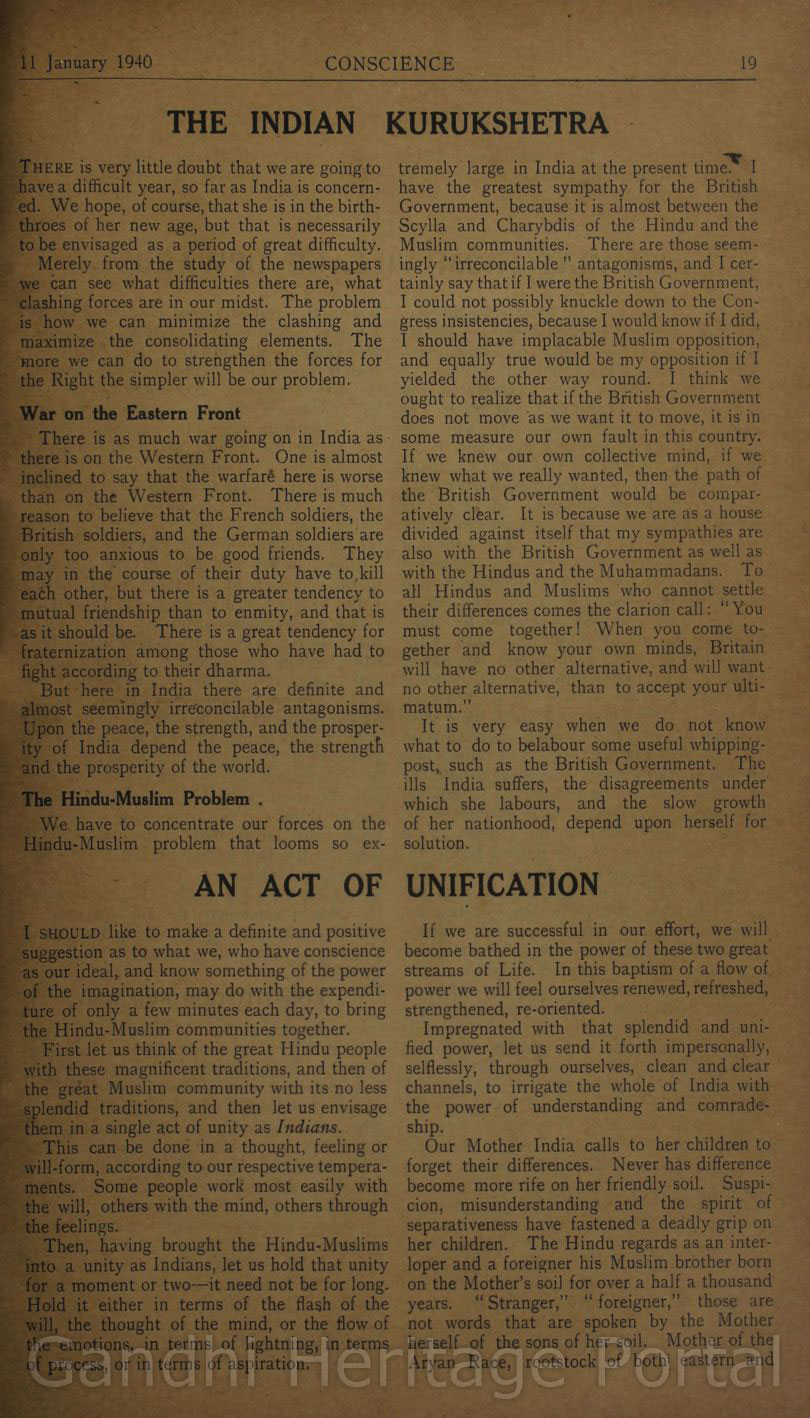 11 January 1940 CONSCIENCE 19
THE INDIAN KURUKSHETRA
THERE is very little doubt that we are going to
have a difficult year, so far as India is concern-
ed. We hope, of course, that she is in the birth-
throes of her new age, but that is necessarily
to be envisaged as a period of great difficulty.
Merely from the study of the newspapers
we can see what difficulties there are, what
clashing forces are in our midst. The problem
is how we can minimize the clashing and
maximize the consolidating elements. The
more we can do to strengthen the forces for
the Right the simpler will be our problem.
War on the Eastern Front
There is as much war going on in India as
there is on the Western Front. One is almost
inclined to say that the warfare here is worse
than on the Western Front. There is much
reason to believe that the French soldiers, the
British soldiers, and the German soldiers are
only too anxious to be good friends. They
may in the course of their duty have to kill
each other, but there is a greater tendency to
mutual friendship than to enmity, and that is
as it should be. There is a great tendency for
fraternization among those who have had to
fight according to their dharma.
But here in India there are definite and
almost seemingly irreconcilable antagonisms.
Upon the peace, the strength, and the prosper-
ity of India depend the peace, the strength
and the prosperity of the world.
The Hindu-Muslim Problem .
We have to concentrate our forces on the
Hindu-Muslim problem that looms so ex-
tremely large in India at the present time. I
have the greatest sympathy for the British
Government, because it is almost between the
Scylla and Charybdis of the Hindu and the
Muslim communities. There are those seem-
ingly “irreconcilable” antagonisms, and I cer-
tainly say that if I were the British Government,
I could not possibly knuckle down to the Con-
gress insistencies, because I would know if I did,
I should have implacable Muslim opposition,
and equally true would be my opposition if I
yielded the other way round. I think we
ought to realize that if the British Government
does not move as we want it to move, it is in
some measure our own fault in this country.
If we knew our own collective mind, if we
knew what we really wanted, then the path of
the British Government would be compar-
atively clear. It is because we are as a house
divided against itself that my sympathies are
also with the British Government as well as
with the Hindus and the Muhammadans. To
all Hindus and Muslims who cannot settle
their differences comes the clarion call: “You
must come together! When you come to-
gether and know your own minds, Britain
will have no other alternative, and will want
no other alternative, than to accept your ulti-
matum.”
It is very easy when we do not know
what to do to belabour some useful whipping-
post, such as the British Government. The
ills India suffers, the disagreements under
which she labours, and the slow growth
of her nationhood, depend upon herself for
solution.
AN ACT OF UNIFICATION
I SHOULD like to make a definite and positive
suggestion as to what we, who have conscience
as our ideal, and know something of the power
of the imagination, may do with the expendi-
ture of only a few minutes each day, to bring
the Hindu-Muslim communities together.
First let us think of the great Hindu people
with these magnificent traditions, and then of
the great Muslim community with its no less
splendid traditions, and then let us envisage
them in a single act of unity as Indians.
This can be done in a thought, feeling or
will-form, according to our respective tempera-
ments. Some people work most easily with
the will, others with the mind, others through
the feelings.
Then, having brought the Hindu-Muslims
into a unity as Indians, let us hold that unity
for a moment or two—it need not be for long.
Hold it either in terms of the flash of the
will, the thought of the mind, or the flow of
the emotions, in terms of lightning, in terms
of process, or in terms of aspiration.
If we are successful in our effort, we will
become bathed in the power of these two great
streams of Life. In this baptism of a flow of
power we will feel ourselves renewed, refreshed,
strengthened, re-oriented.
Impregnated with that splendid and uni-
fied power, let us send it forth impersonally,
selflessly, through ourselves, clean and clear
channels, to irrigate the whole of India with
the power of understanding and comrade-
ship.
Our Mother India calls to her children to
forget their differences. Never has difference
become more rife on her friendly soil. Suspi-
cion, misunderstanding and the spirit of
separativeness have fastened a deadly grip on
her children. The Hindu regards as an inter-
loper and a foreigner his Muslim brother born
on the Mother's soil for over a half a thousand
years. “Stranger,” “foreigner,” those are
not words that are spoken by the Mother
herself of the sons of her soil. Mother of the
Aryan Race, rootstock of both eastern and
Gandhi Heritage Portal